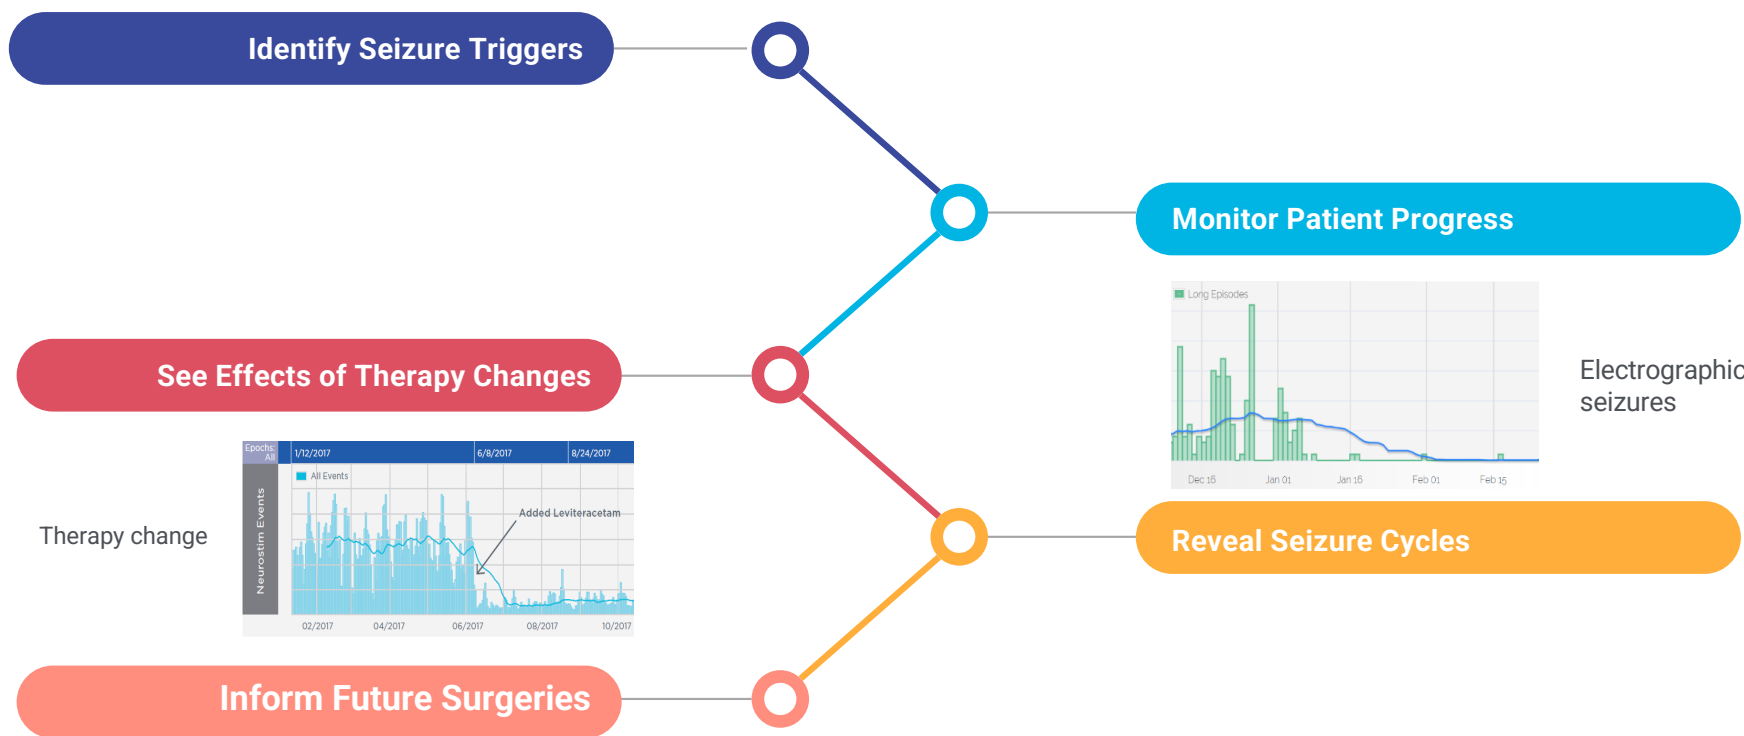 Identify Seizure Triggers
Monitor Patient Progress
Long Episodes
Dec 16 Jan 01 Jan 16 Feb 01 Feb 15
Electrographic
seizures
See Effects of Therapy Changes
Therapy change
Epochs:
All
1/12/2017 6/8/2017 8/24/2017
All Events
Neurostim Events
Added Leviteracetam
02/2017 04/2017 06/2017 08/2017 10/2017
Reveal Seizure Cycles
Inform Future Surgeries